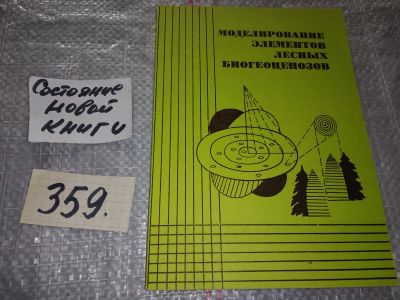 Состояние
новой
книги
359.
МОДЕЛИРОВАНИЕ
ЭЛЕМЕНТОВ
ЛЕСНЫХ
БИОГЕОЦЕНОЗОВ